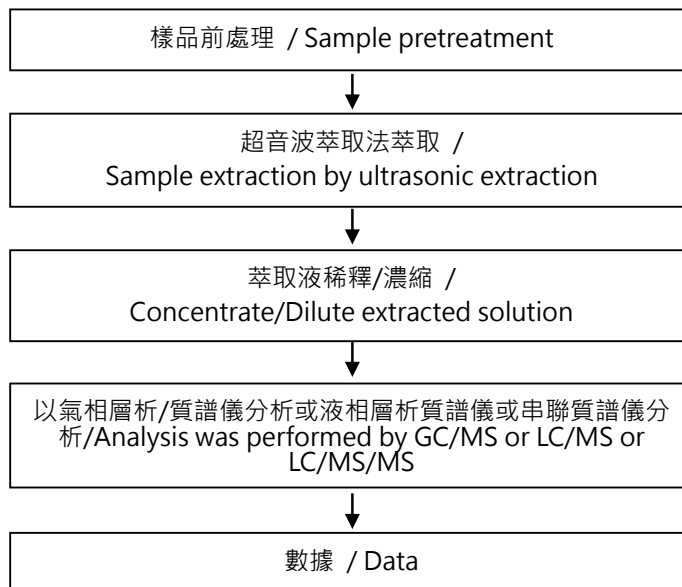 樣品前處理 / Sample pretreatment
超音波萃取法萃取 /
Sample extraction by ultrasonic extraction
萃取液稀釋/濃縮 /
Concentrate/Dilute extracted solution
以氣相層析/質譜儀分析或液相層析質譜儀或串聯質譜儀分
析/Analysis was performed by GC/MS or LC/MS or
LC/MS/MS
數據 / Data